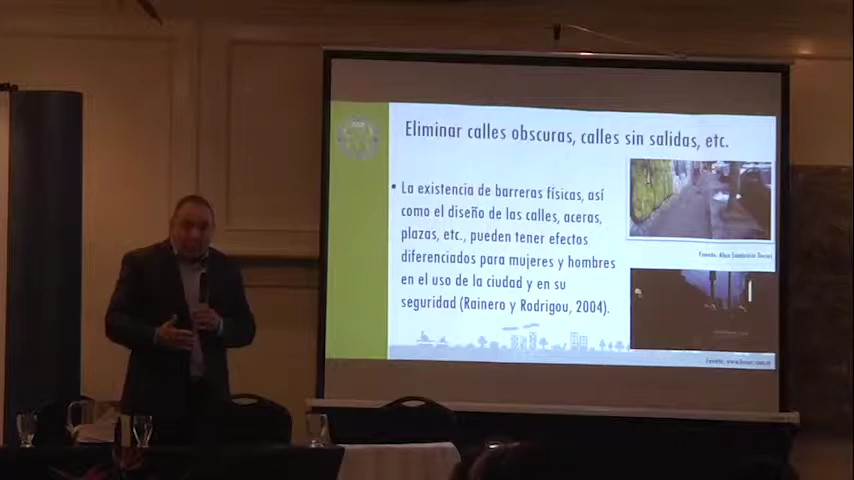 Eliminar calles obscuras, calles sin salidas, etc.
• La existencia de barreras físicas, así
como el diseño de las calles, aceras,
plazas, etc., pueden tener efectos
diferenciados para mujeres y hombres
en el uso de la ciudad y en su
seguridad (Rainero y Rodrigou, 2004).
Fuente:
Fuente: